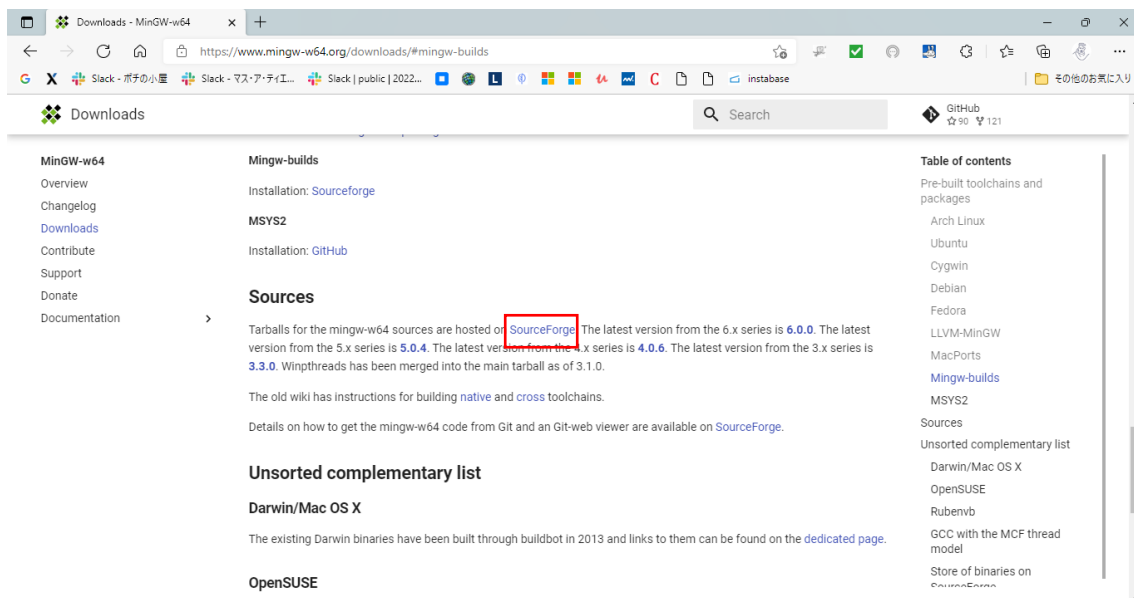 Downloads - MinGW-w64
https://www.mingw-w64.org/downloads/#mingw-builds
Slack - ポチの小屋
Slack - マス・ア・ティエ...
Slack | public | 2022...
instabase
その他のお気に入り
Downloads
Search
GitHub
90 121
MinGW-w64
Overview
Changelog
Downloads
Contribute
Support
Donate
Documentation
Mingw-builds
Installation: Sourceforge
MSYS2
Installation: GitHub
Sources
Tarballs for the mingw-w64 sources are hosted on SourceForge. The latest version from the 6.x series is 6.0.0. The latest
version from the 5.x series is 5.0.4. The latest version from the 4.x series is 4.0.6. The latest version from the 3.x series is
3.3.0. Winpthreads has been merged into the main tarball as of 3.1.0.
The old wiki has instructions for building native and cross toolchains.
Details on how to get the mingw-w64 code from Git and an Git-web viewer are available on SourceForge.
Unsorted complementary list
Darwin/Mac OS X
The existing Darwin binaries have been built through buildbot in 2013 and links to them can be found on the dedicated page.
OpenSUSE
Table of contents
Pre-built toolchains and
packages
Arch Linux
Ubuntu
Cygwin
Debian
Fedora
LLVM-MinGW
MacPorts
Mingw-builds
MSYS2
Sources
Unsorted complementary list
Darwin/Mac OS X
OpenSUSE
Rubenvb
GCC with the MCF thread
model
Store of binaries on
SourceForge